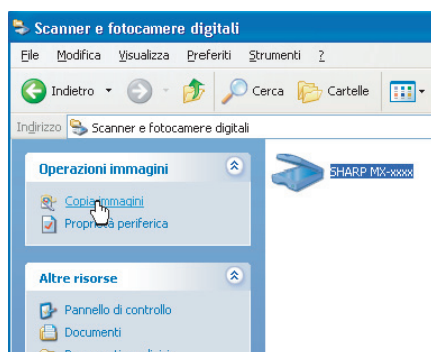 Scanner e fotocamere digitali
File Modifica Visualizza Preferiti Strumenti ?
Indietro Cerca Cartelle
Indirizzo Scanner e fotocamere digitali
Operazioni immagini
Copia immagini
Proprietà periferica
SHARP MX-xxxx
Altre risorse
Pannello di controllo
Documenti